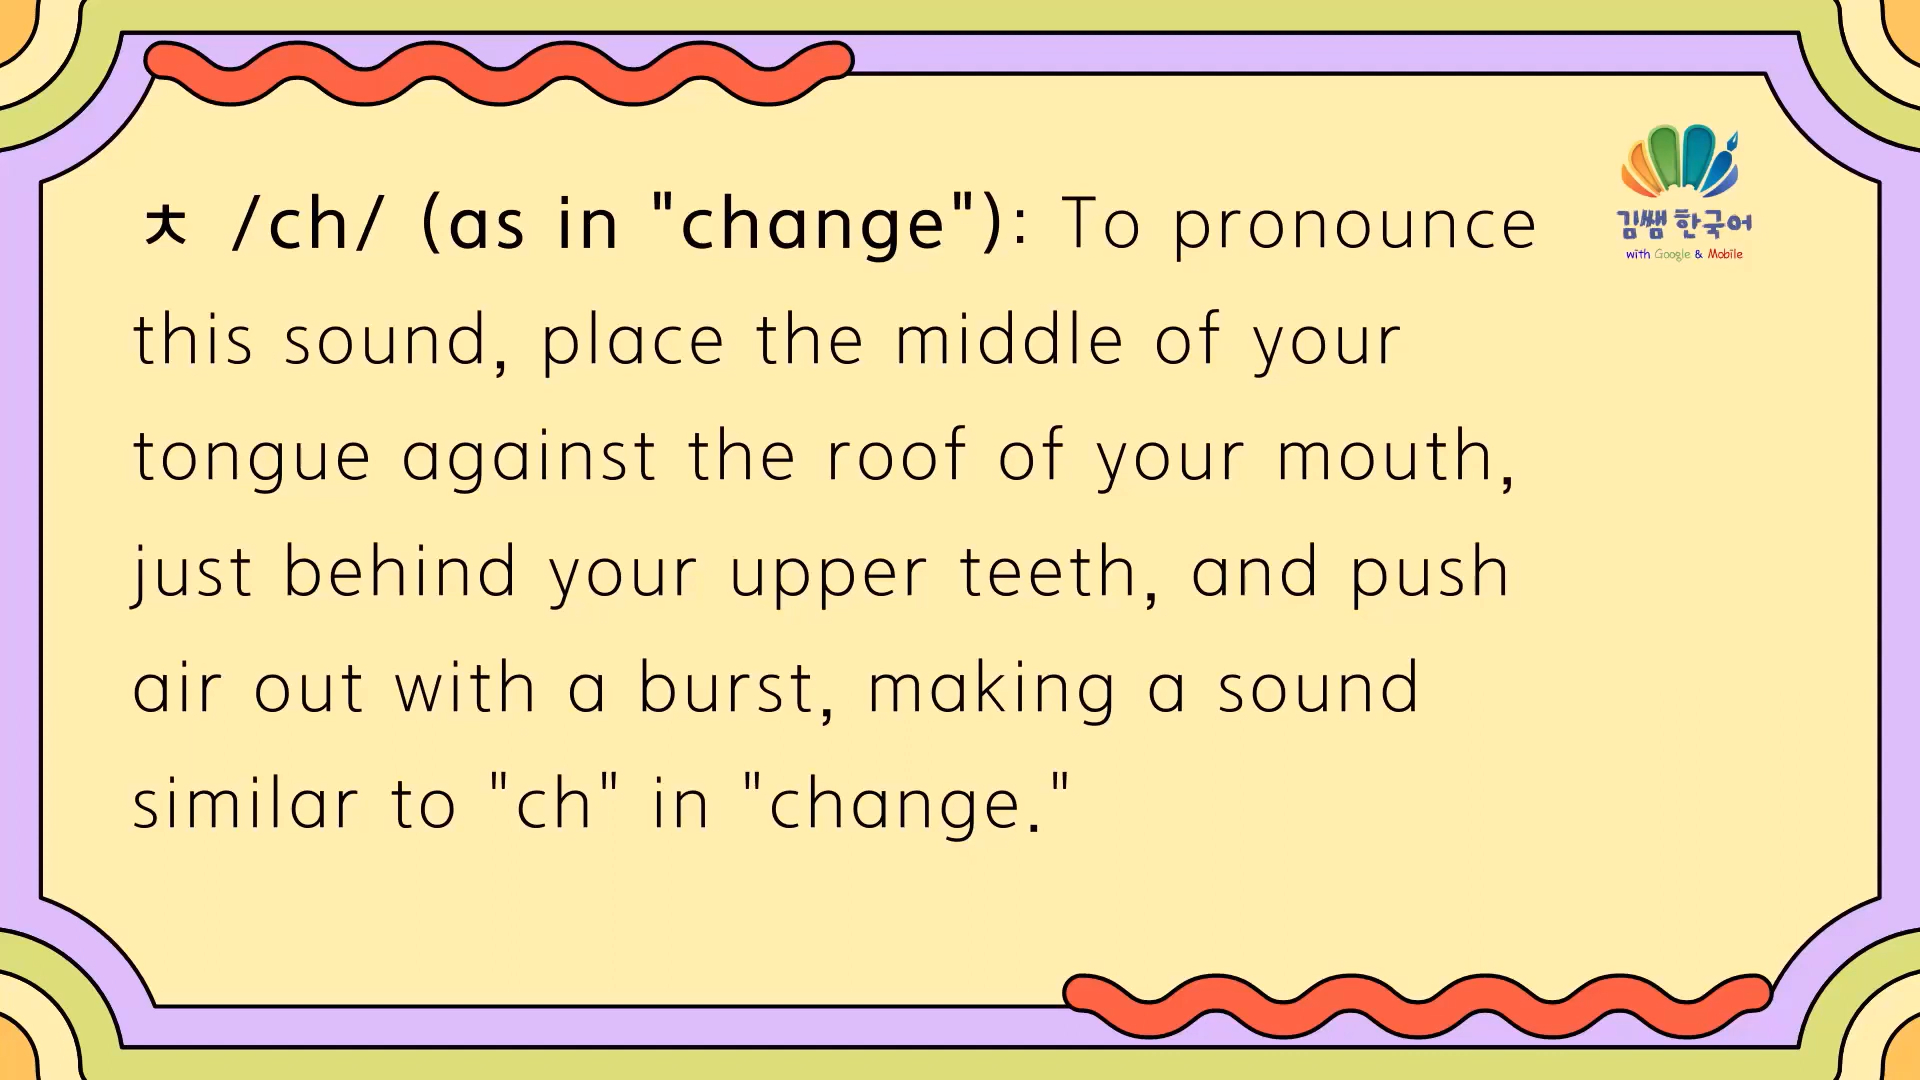 ㅊ /ch/ (as in "change"): To pronounce
this sound, place the middle of your
tongue against the roof of your mouth,
just behind your upper teeth, and push
air out with a burst, making a sound
similar to "ch" in "change."
김쌤 한국어
with Google & Mobile